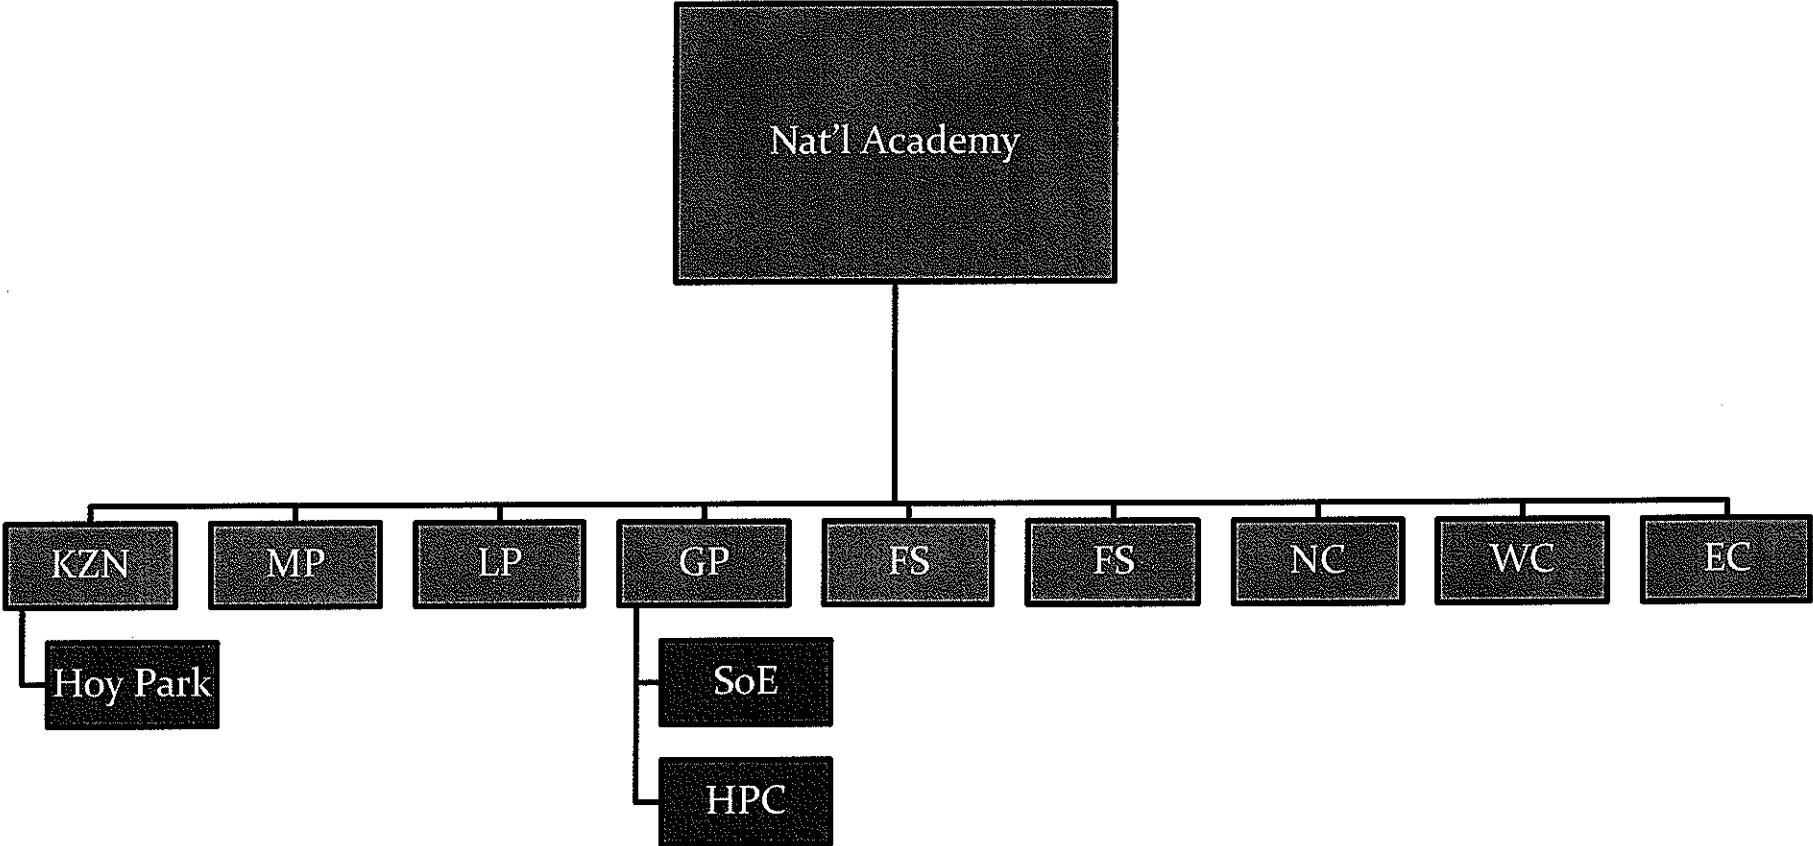 Nat'l Academy
KZN
MP
LP
GP
FS
FS
NC
WC
EC
Hoy Park
SoE
HPC